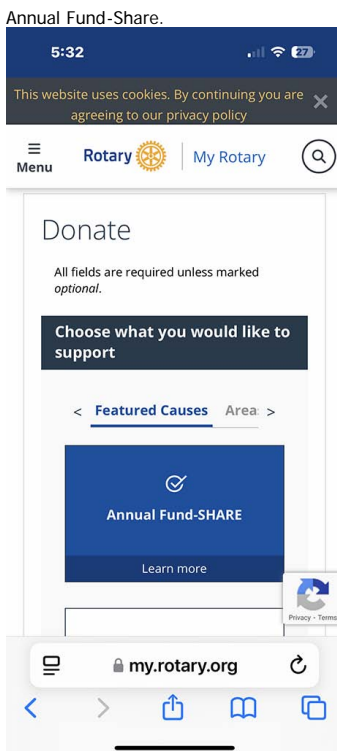 Annual Fund-Share.
5:32
27
This website uses cookies. By continuing you are
agreeing to our privacy policy
Menu
Rotary
My Rotary
Donate
All fields are required unless marked
optional.
Choose what you would like to
support
< Featured Causes Area >
Annual Fund-SHARE
Learn more
Privacy - Terms
my.rotary.org